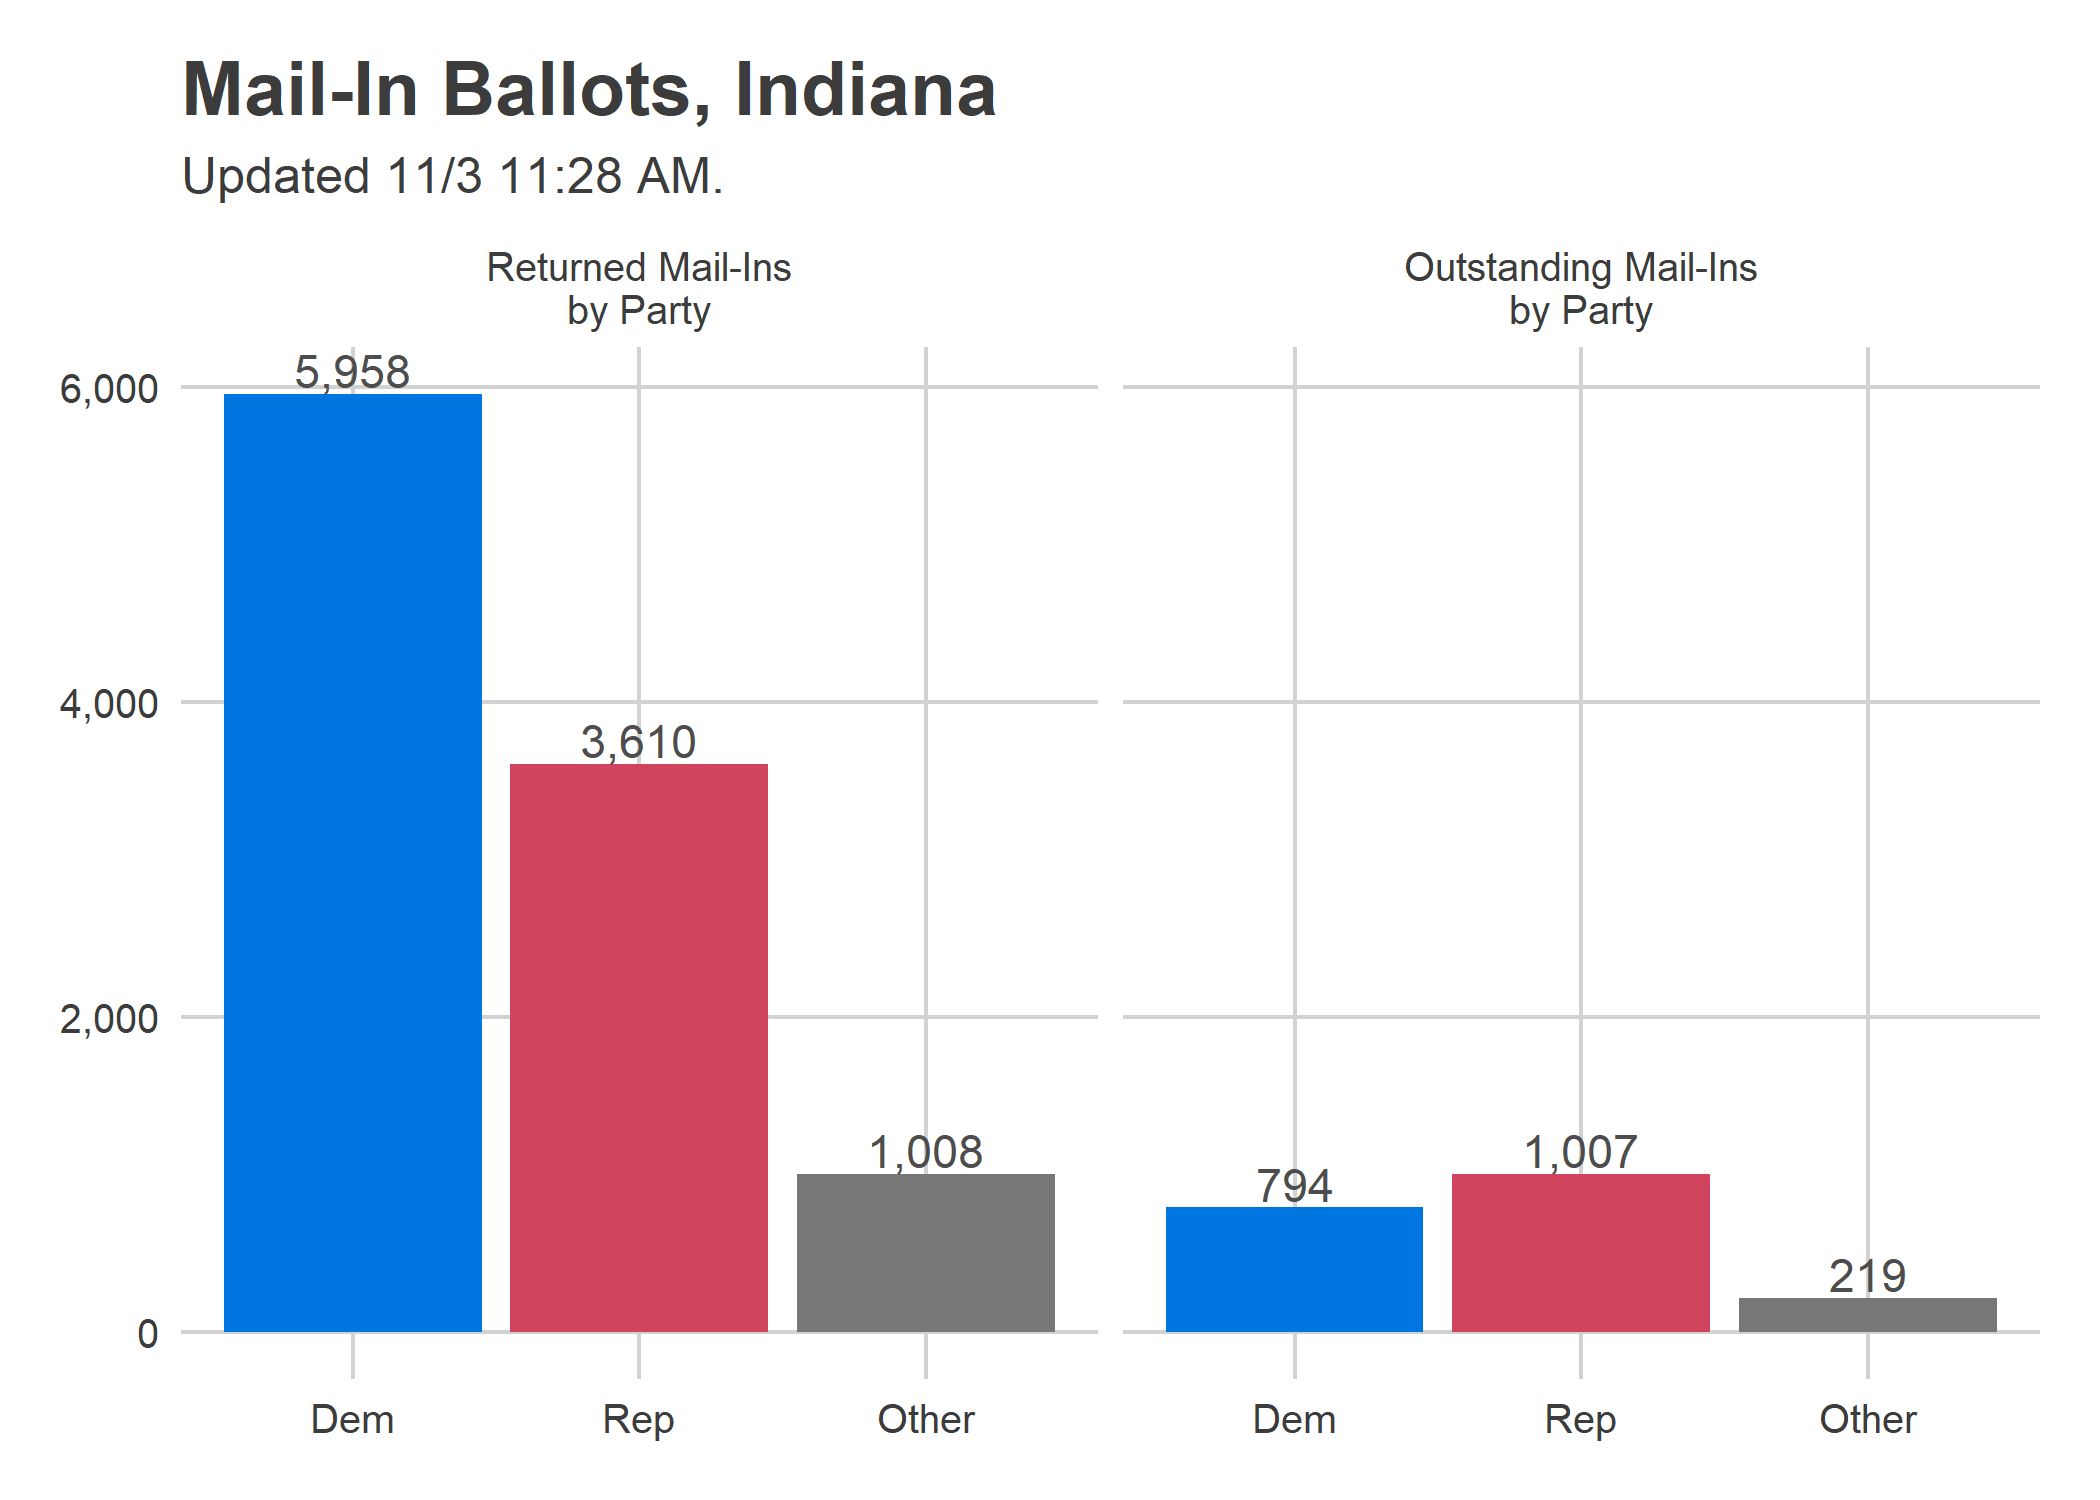 Mail-In Ballots, Indiana
Updated 11/3 11:28 AM.
Returned Mail-Ins
by Party
Outstanding Mail-Ins
by Party
6,000
4,000
2,000
0
5,958
3,610
1,008
794
1,007
219
Dem
Rep
Other
Dem
Rep
Other